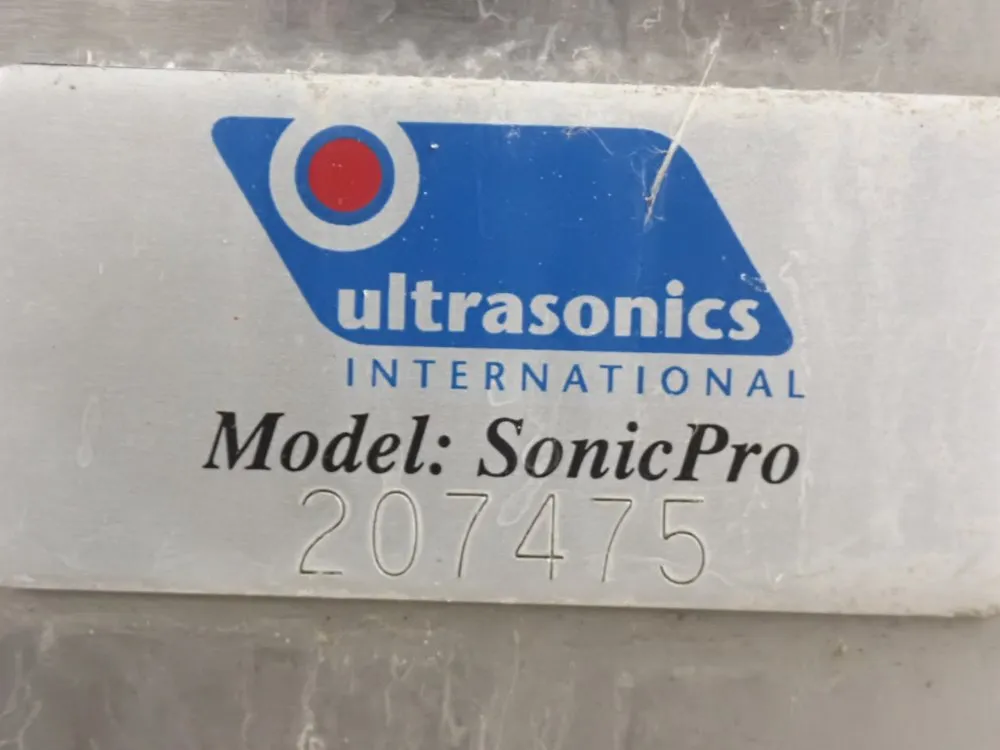 ultrasonics
INTERNATIONAL
Model: SonicPro
207475